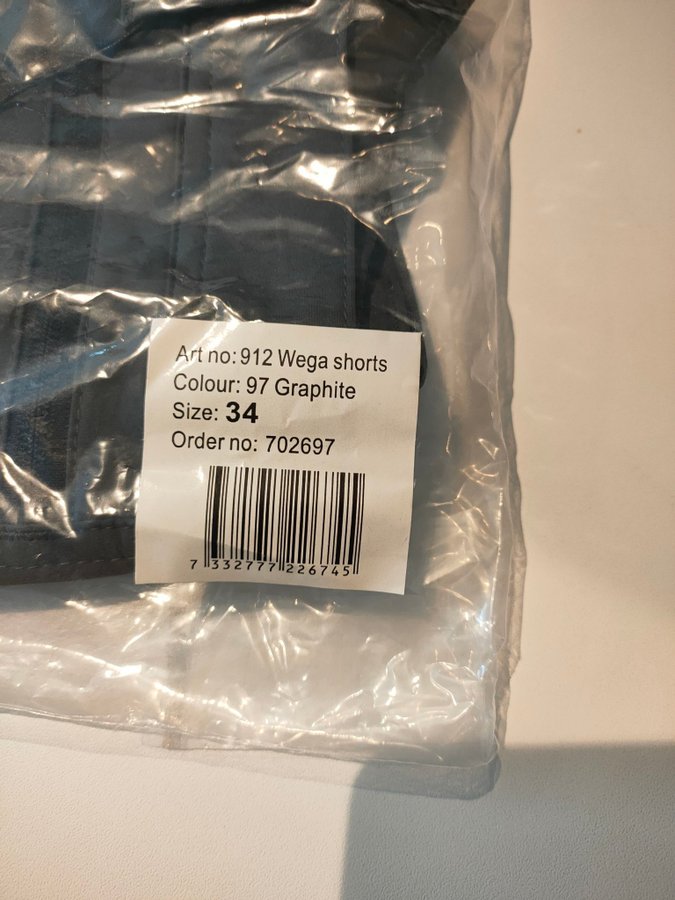 Art no: 912 Wega shorts
Colour: 97 Graphite
Size: 34
Order no: 702697
7 332777 226745